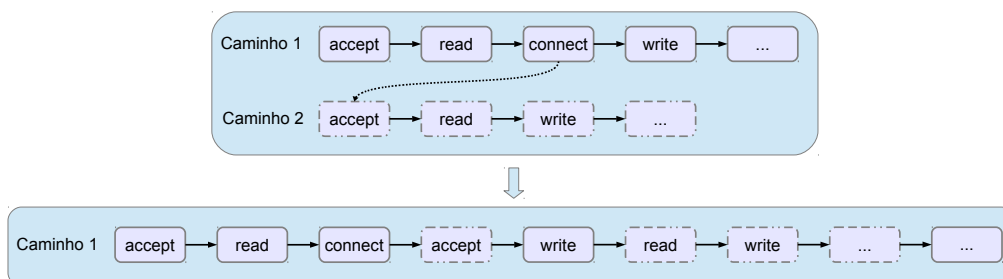 Caminho 1 accept read connect write ...
Caminho 2 accept read write ...
Caminho 1 accept read connect accept write read write ... ...